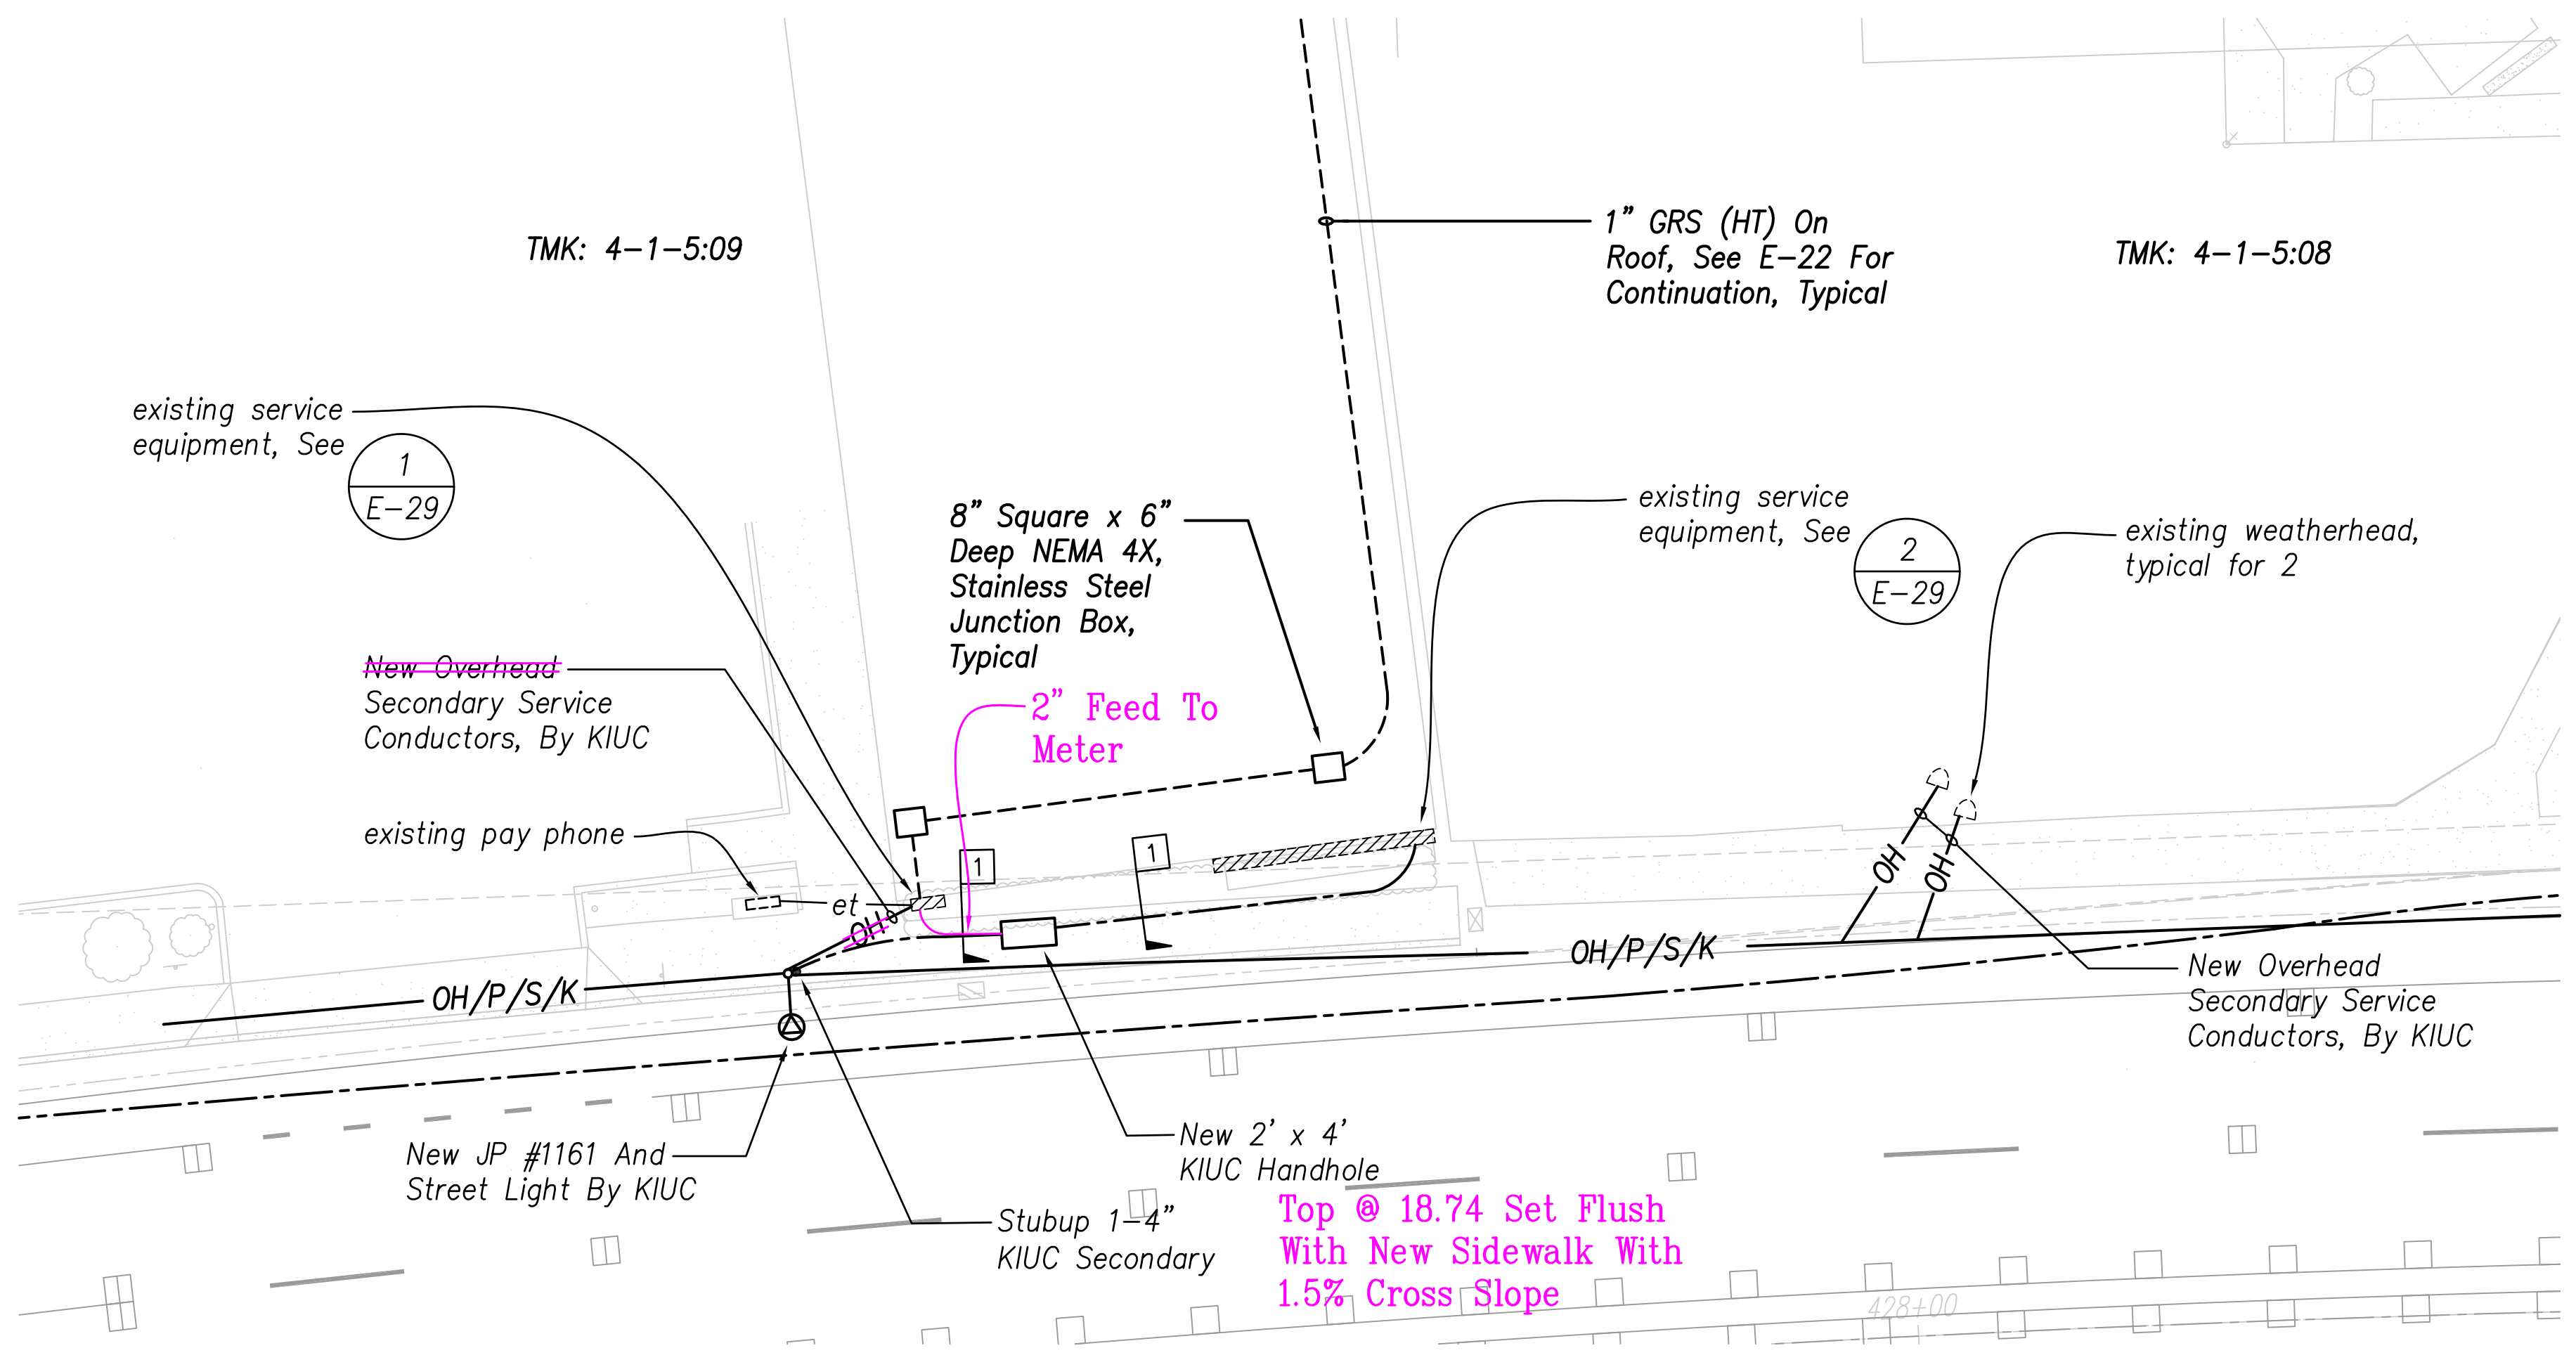 1" GRS (HT) On
Roof, See E-22 For
Continuation, Typical
TMK: 4-1-5:09
TMK: 4-1-5:08
existing service
equipment, See
1
E-29
8" Square x 6"
Deep NEMA 4X,
Stainless Steel
Junction Box,
Typical
existing service
equipment, See
2
E-29
existing weatherhead,
typical for 2
New Overhead
Secondary Service
Conductors, By KIUC
2" Feed To
Meter
existing pay phone
et
OH
1
1
OH
OH
OH/P/S/K
OH/P/S/K
New Overhead
Secondary Service
Conductors, By KIUC
New JP #1161 And
Street Light By KIUC
New 2' x 4'
KIUC Handhole
Stubup 1-4"
KIUC Secondary
Top @ 18.74 Set Flush
With New Sidewalk With
1.5% Cross Slope
428+00